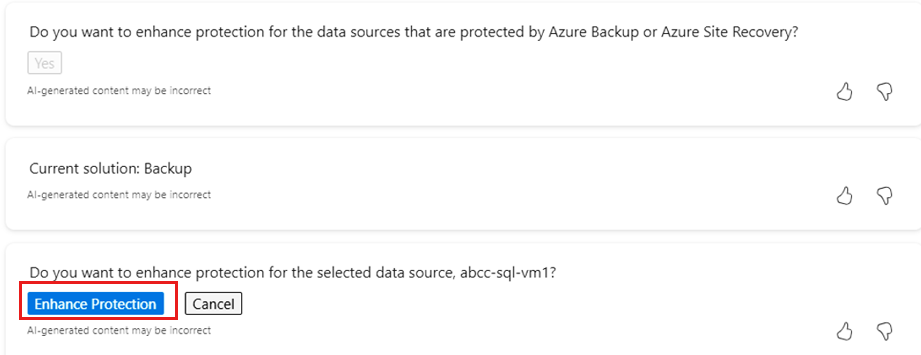 Do you want to enhance protection for the data sources that are protected by Azure Backup or Azure Site Recovery?
Yes
AI-generated content may be incorrect
Current solution: Backup
AI-generated content may be incorrect
Do you want to enhance protection for the selected data source, abcc-sql-vm1?
Enhance Protection Cancel
AI-generated content may be incorrect